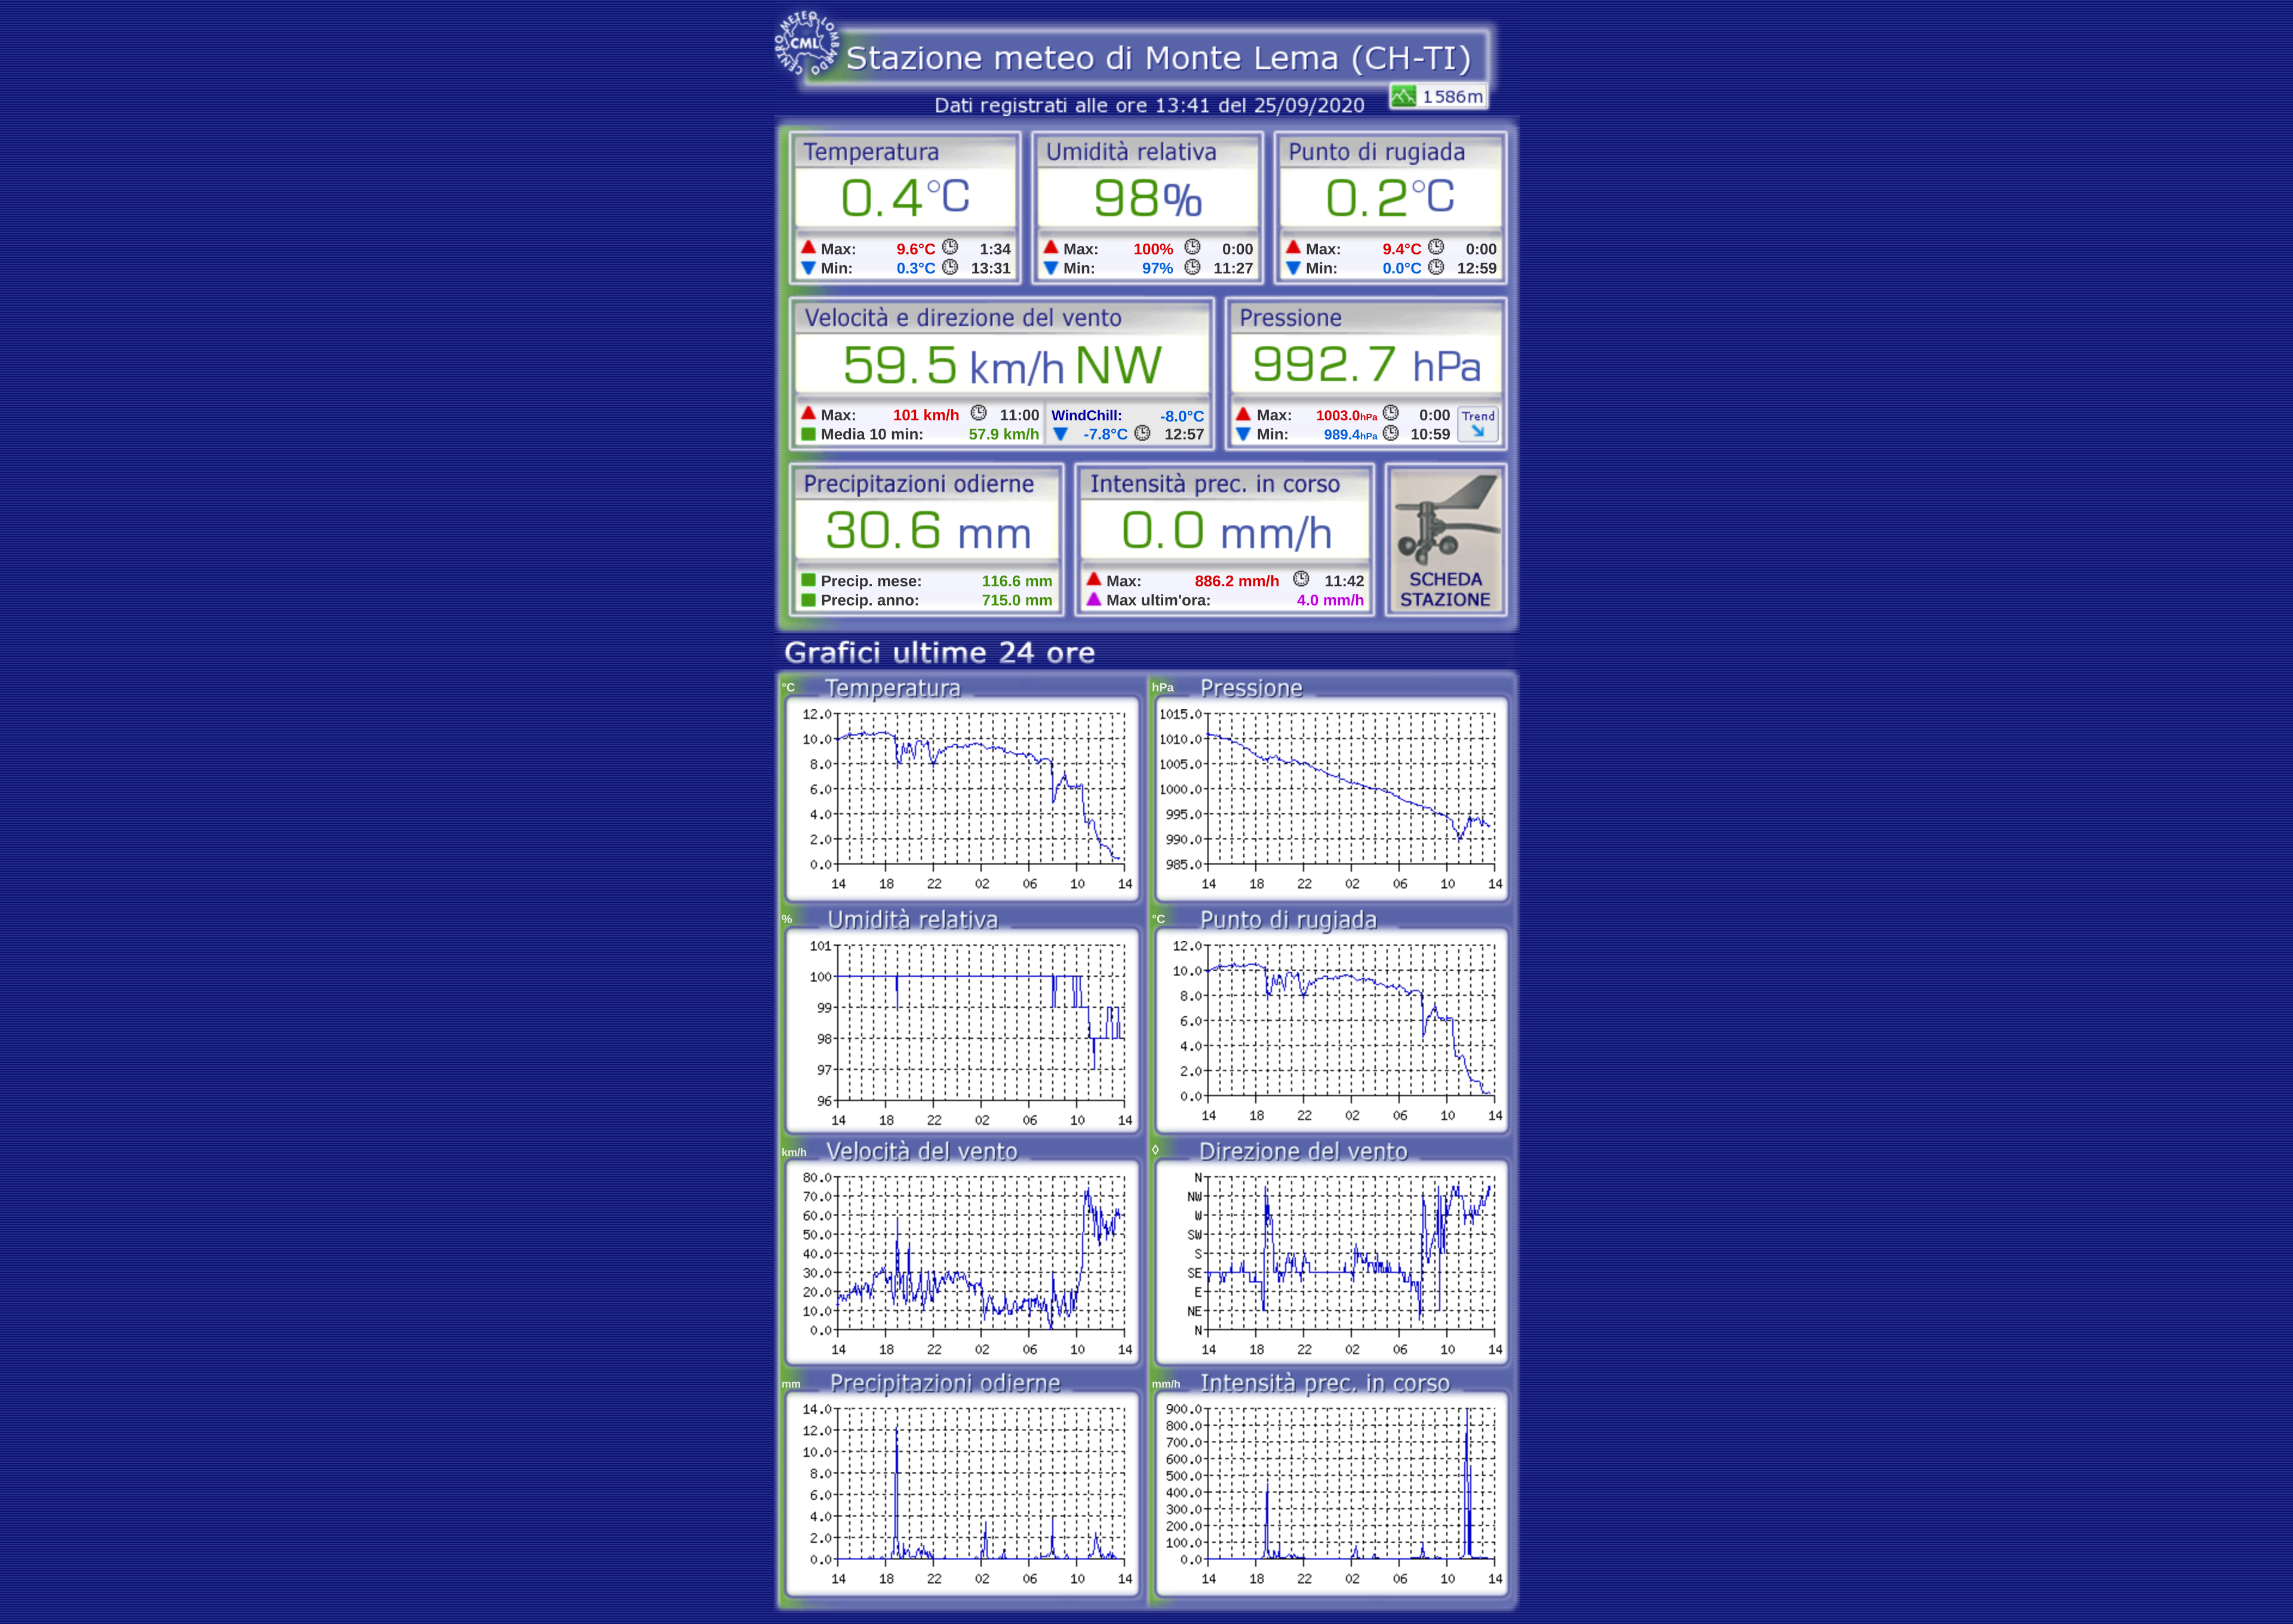 CENTRO METEO LOMBARDO
CML
Stazione meteo di Monte Lema (CH-TI)
1586m
Dati registrati alle ore 13:41 del 25/09/2020
Temperatura
0.4°C
Max: 9.6°C 1:34
Min: 0.3°C 13:31
Umidità relativa
98%
Max: 100% 0:00
Min: 97% 11:27
Punto di rugiada
0.2°C
Max: 9.4°C 0:00
Min: 0.0°C 12:59
Velocità e direzione del vento
59.5 km/h NW
Max: 101 km/h 11:00
Media 10 min: 57.9 km/h
WindChill: -8.0°C
-7.8°C 12:57
Pressione
992.7 hPa
Max: 1003.0hPa 0:00
Min: 989.4hPa 10:59
Trend
Precipitazioni odierne
30.6 mm
Precip. mese: 116.6 mm
Precip. anno: 715.0 mm
Intensità prec. in corso
0.0 mm/h
Max: 886.2 mm/h 11:42
Max ultim'ora: 4.0 mm/h
SCHEDA
STAZIONE
Grafici ultime 24 ore
°C Temperatura
12.0
10.0
8.0
6.0
4.0
2.0
0.0
14 18 22 02 06 10 14
hPa Pressione
1015.0
1010.0
1005.0
1000.0
995.0
990.0
985.0
14 18 22 02 06 10 14
% Umidità relativa
101
100
99
98
97
96
14 18 22 02 06 10 14
°C Punto di rugiada
12.0
10.0
8.0
6.0
4.0
2.0
0.0
14 18 22 02 06 10 14
km/h Velocità del vento
80.0
70.0
60.0
50.0
40.0
30.0
20.0
10.0
0.0
14 18 22 02 06 10 14
◊ Direzione del vento
N
NW
W
SW
S
SE
E
NE
N
14 18 22 02 06 10 14
mm Precipitazioni odierne
14.0
12.0
10.0
8.0
6.0
4.0
2.0
0.0
14 18 22 02 06 10 14
mm/h Intensità prec. in corso
900.0
800.0
700.0
600.0
500.0
400.0
300.0
200.0
100.0
0.0
14 18 22 02 06 10 14